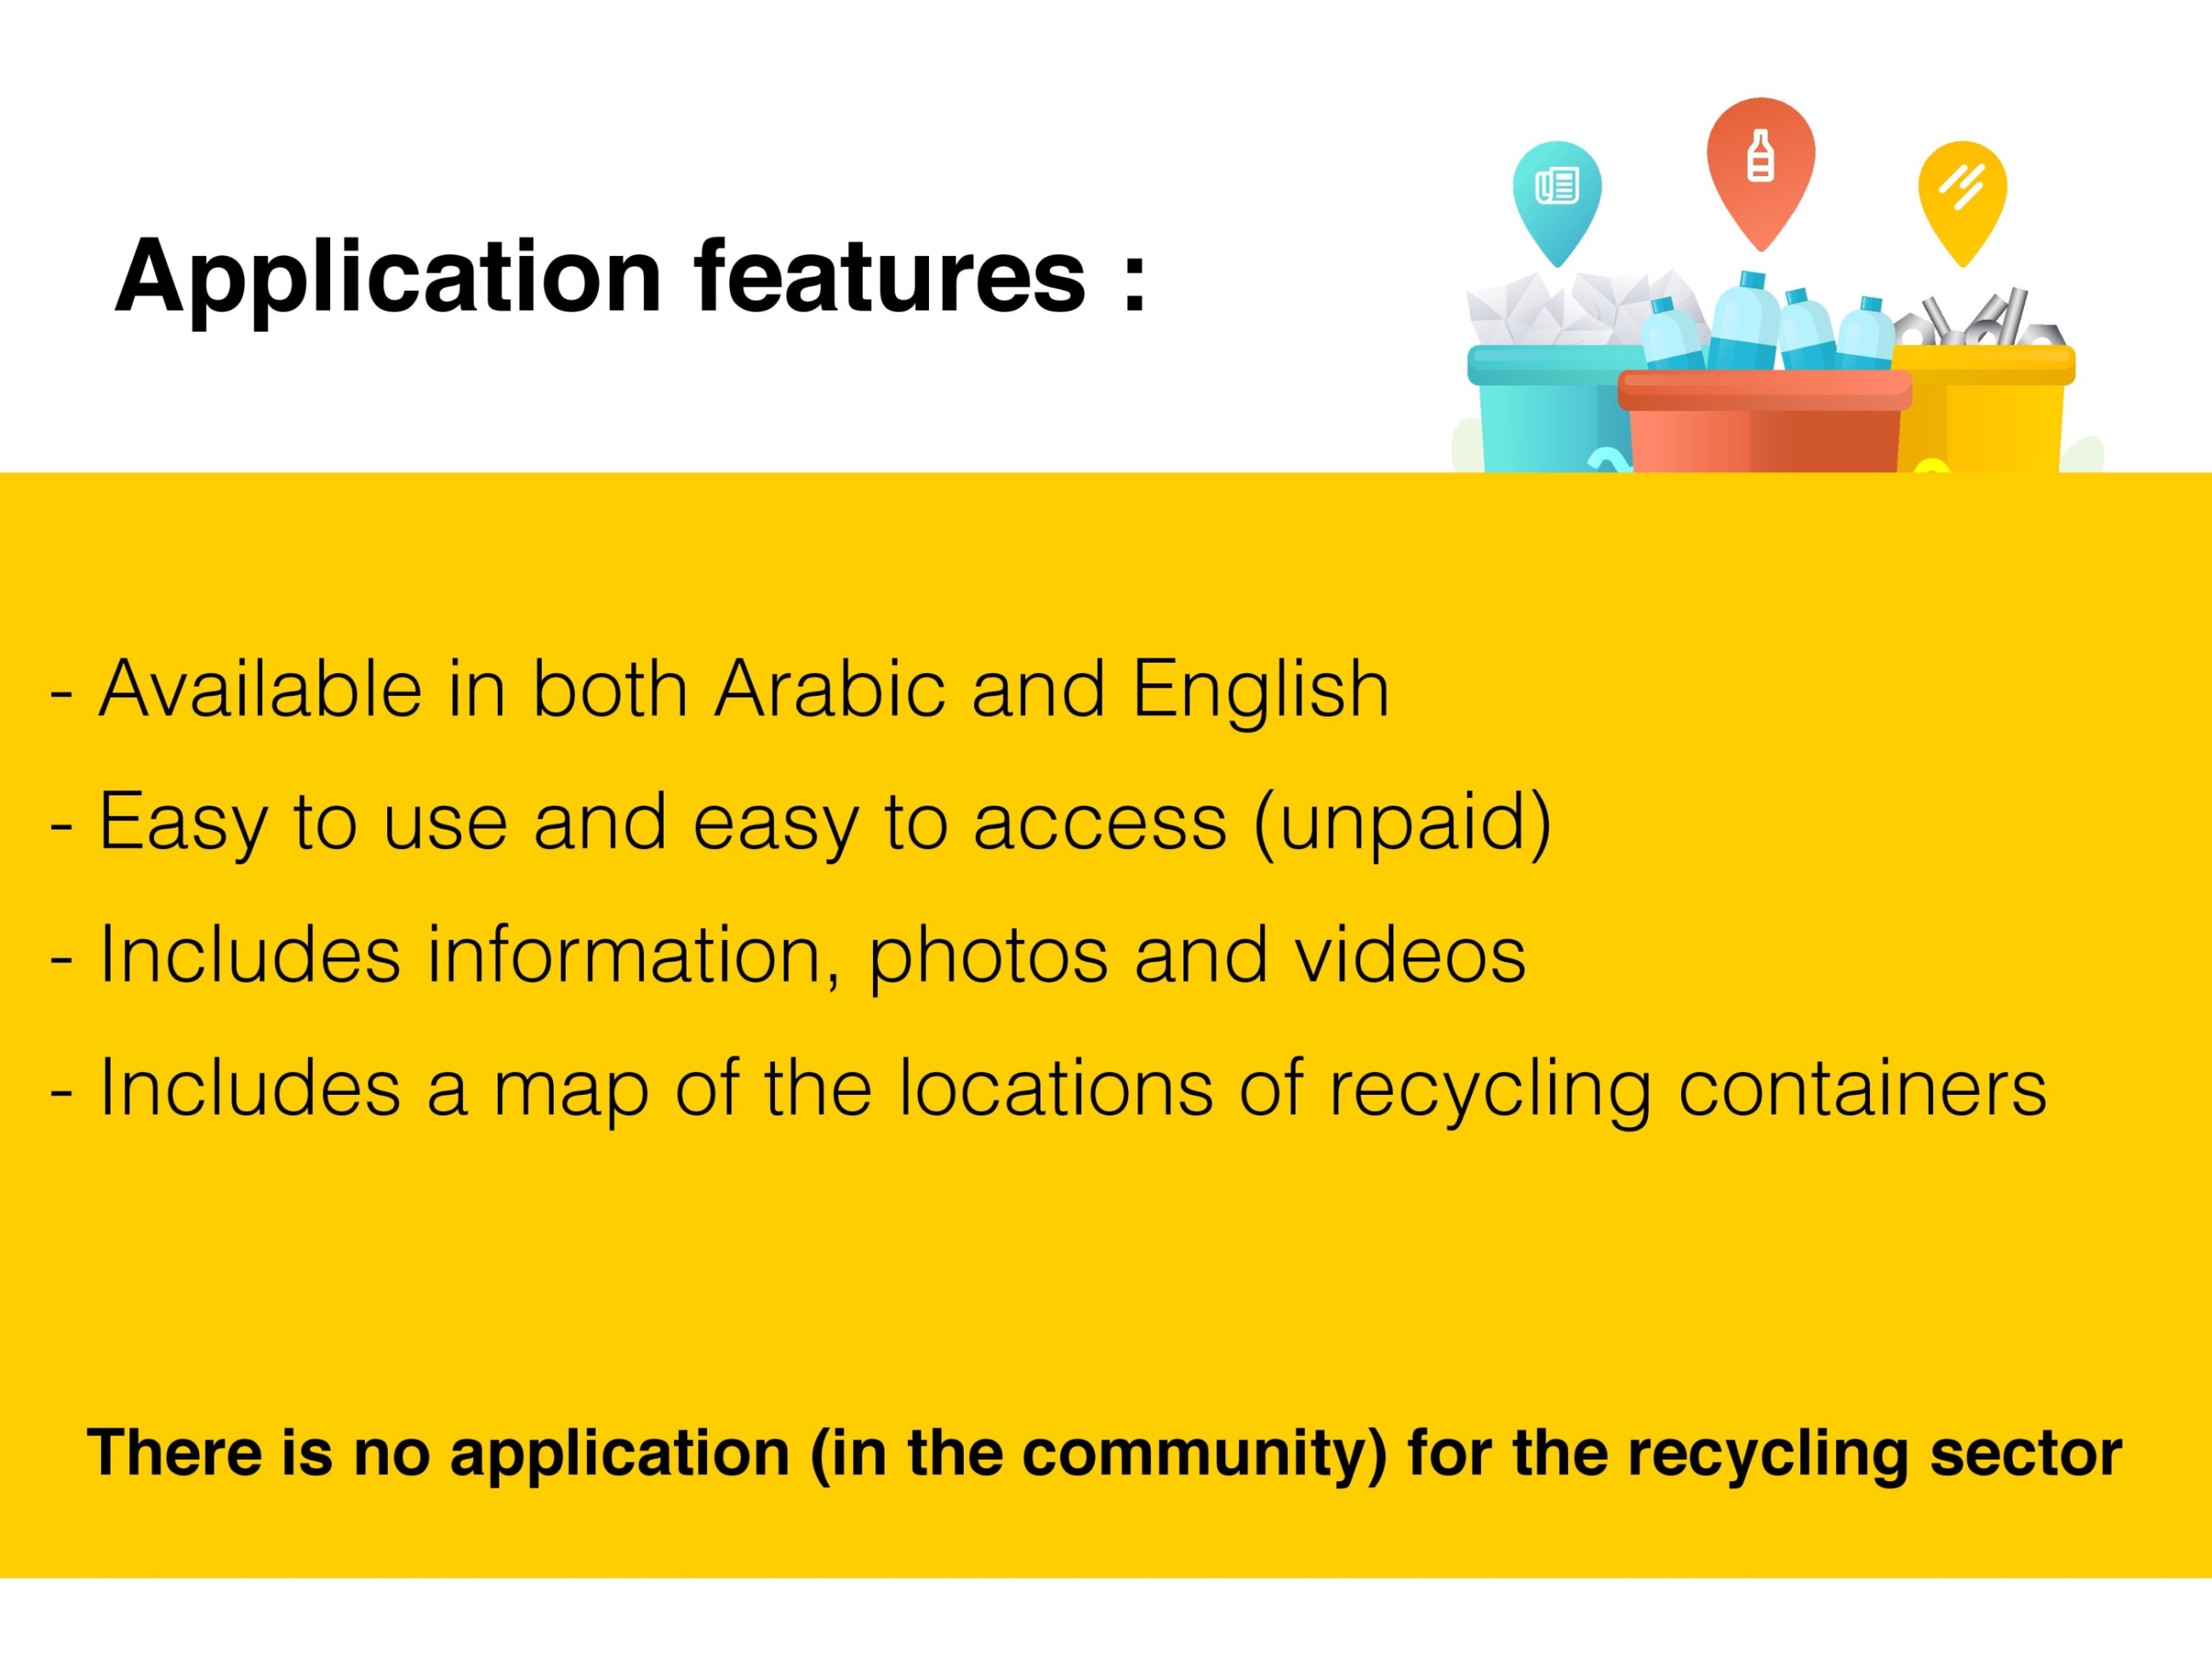 Application features :
- Available in both Arabic and English
- Easy to use and easy to access (unpaid)
- Includes information, photos and videos
- Includes a map of the locations of recycling containers
There is no application (in the community) for the recycling sector